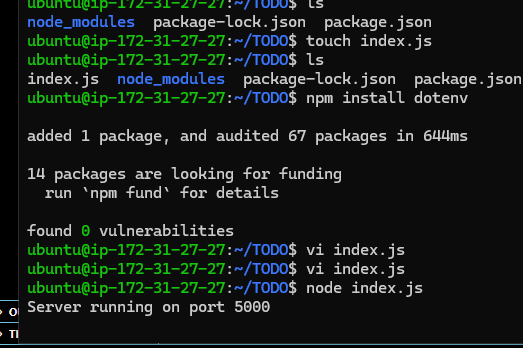 ubuntu@ip-172-31-27-27:~/TODO$ ls
node_modules  package-lock.json  package.json
ubuntu@ip-172-31-27-27:~/TODO$ touch index.js
ubuntu@ip-172-31-27-27:~/TODO$ ls
index.js  node_modules  package-lock.json  package.json
ubuntu@ip-172-31-27-27:~/TODO$ npm install dotenv
added 1 package, and audited 67 packages in 644ms
14 packages are looking for funding
  run `npm fund` for details
found 0 vulnerabilities
ubuntu@ip-172-31-27-27:~/TODO$ vi index.js
ubuntu@ip-172-31-27-27:~/TODO$ vi index.js
ubuntu@ip-172-31-27-27:~/TODO$ node index.js
Server running on port 5000